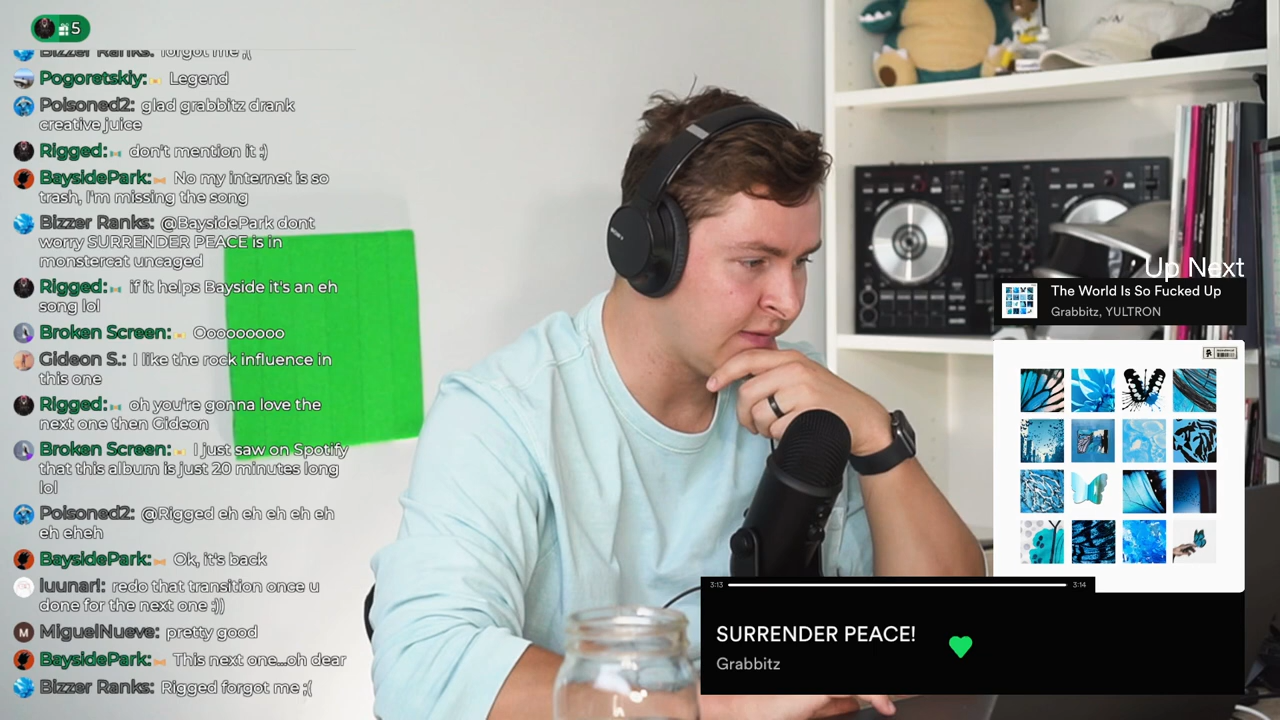 5
Bizzer Ranks: forgot me ;(
Pogoretskiy: Legend
Poisoned2: glad grabbitz drank
creative juice
Rigged: don't mention it :)
BaysidePark: No my internet is so
trash, I'm missing the song
Bizzer Ranks: @BaysidePark dont
worry SURRENDER PEACE is in
monstercat uncaged
Rigged: if it helps Bayside it's an eh
song lol
Broken Screen: Ooooooooo
Gideon S.: I like the rock influence in
this one
Rigged: oh you're gonna love the
next one then Gideon
Broken Screen: I just saw on Spotify
that this album is just 20 minutes long
lol
Poisoned2: @Rigged eh eh eh eh eh
eh eheh
BaysidePark: Ok, it's back
luunari: redo that transition once u
done for the next one :))
M MiguelNueve: pretty good
BaysidePark: This next one...oh dear
Bizzer Ranks: Rigged forgot me ;(
SONY
Up Next
The World Is So Fucked Up
Grabbitz, YULTRON
3:13
3:14
SURRENDER PEACE!
Grabbitz